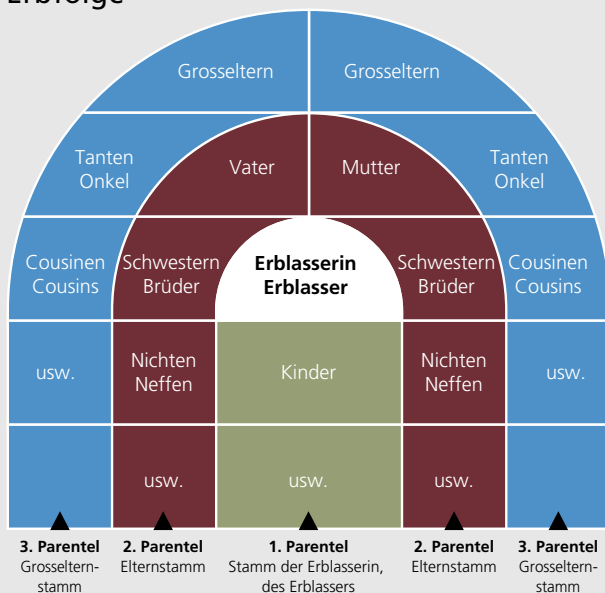 Erbfolge
Grosseltern
Grosseltern
Tanten
Onkel
Vater
Mutter
Tanten
Onkel
Cousinen
Cousins
Schwestern
Brüder
Erblasserin
Erblasser
Schwestern
Brüder
Cousinen
Cousins
usw.
Nichten
Neffen
Kinder
Nichten
Neffen
usw.
usw.
usw.
usw.
3. Parentel
Grosseltern-
stamm
2. Parentel
Elternstamm
1. Parentel
Stamm der Erblasserin,
des Erblassers
2. Parentel
Elternstamm
3. Parentel
Grosseltern-
stamm